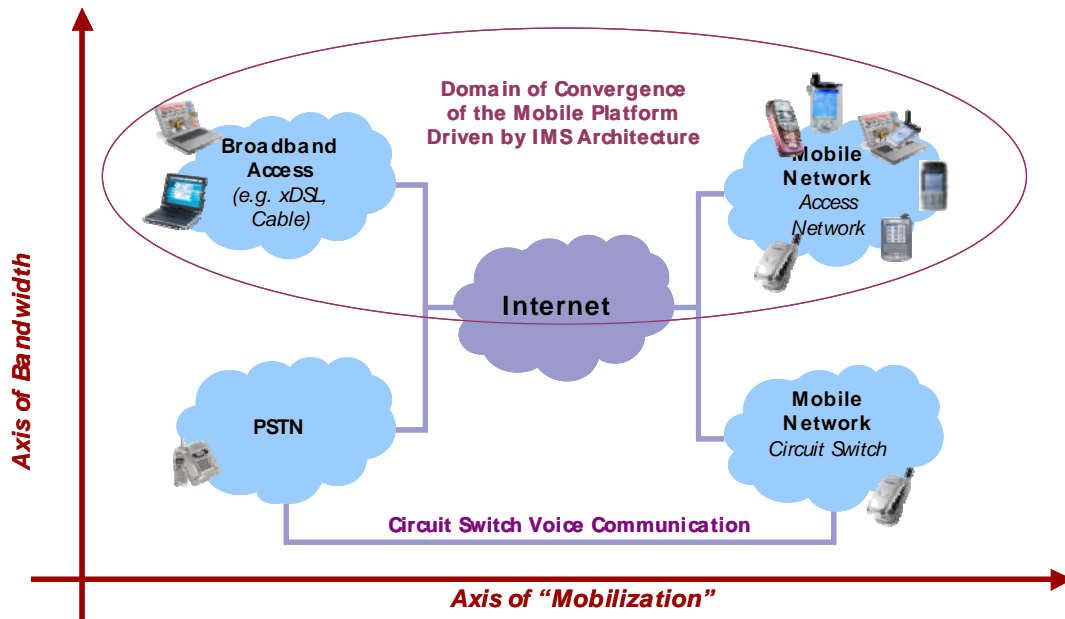 Domain of Convergence
of the Mobile Platform
Driven by IMS Architecture
Broadband
Access
(e.g. xDSL,
Cable)
Mobile
Network
Access
Network
Internet
PSTN
Mobile
Network
Circuit Switch
Circuit Switch Voice Communication
Axis of Bandwidth
Axis of “Mobilization”